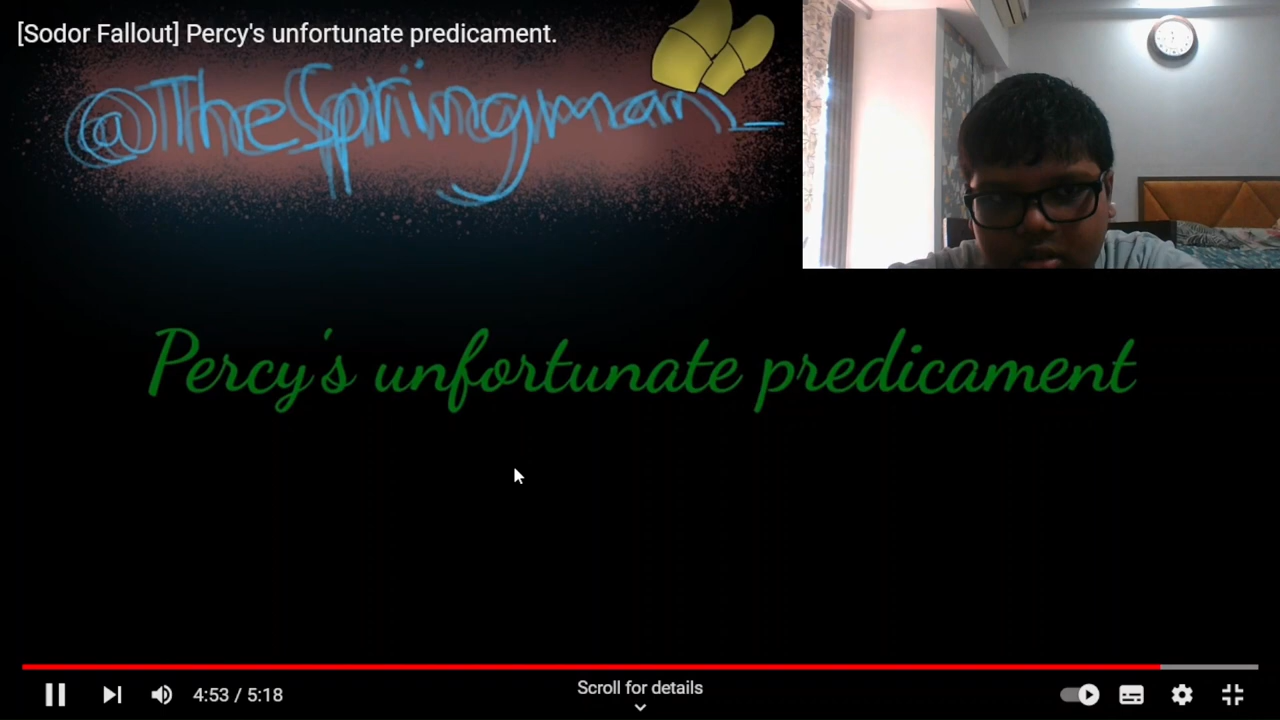 [Sodor Fallout] Percy's unfortunate predicament.
@TheSpringman_
Percy's unfortunate predicament
Scroll for details
4:53 / 5:18